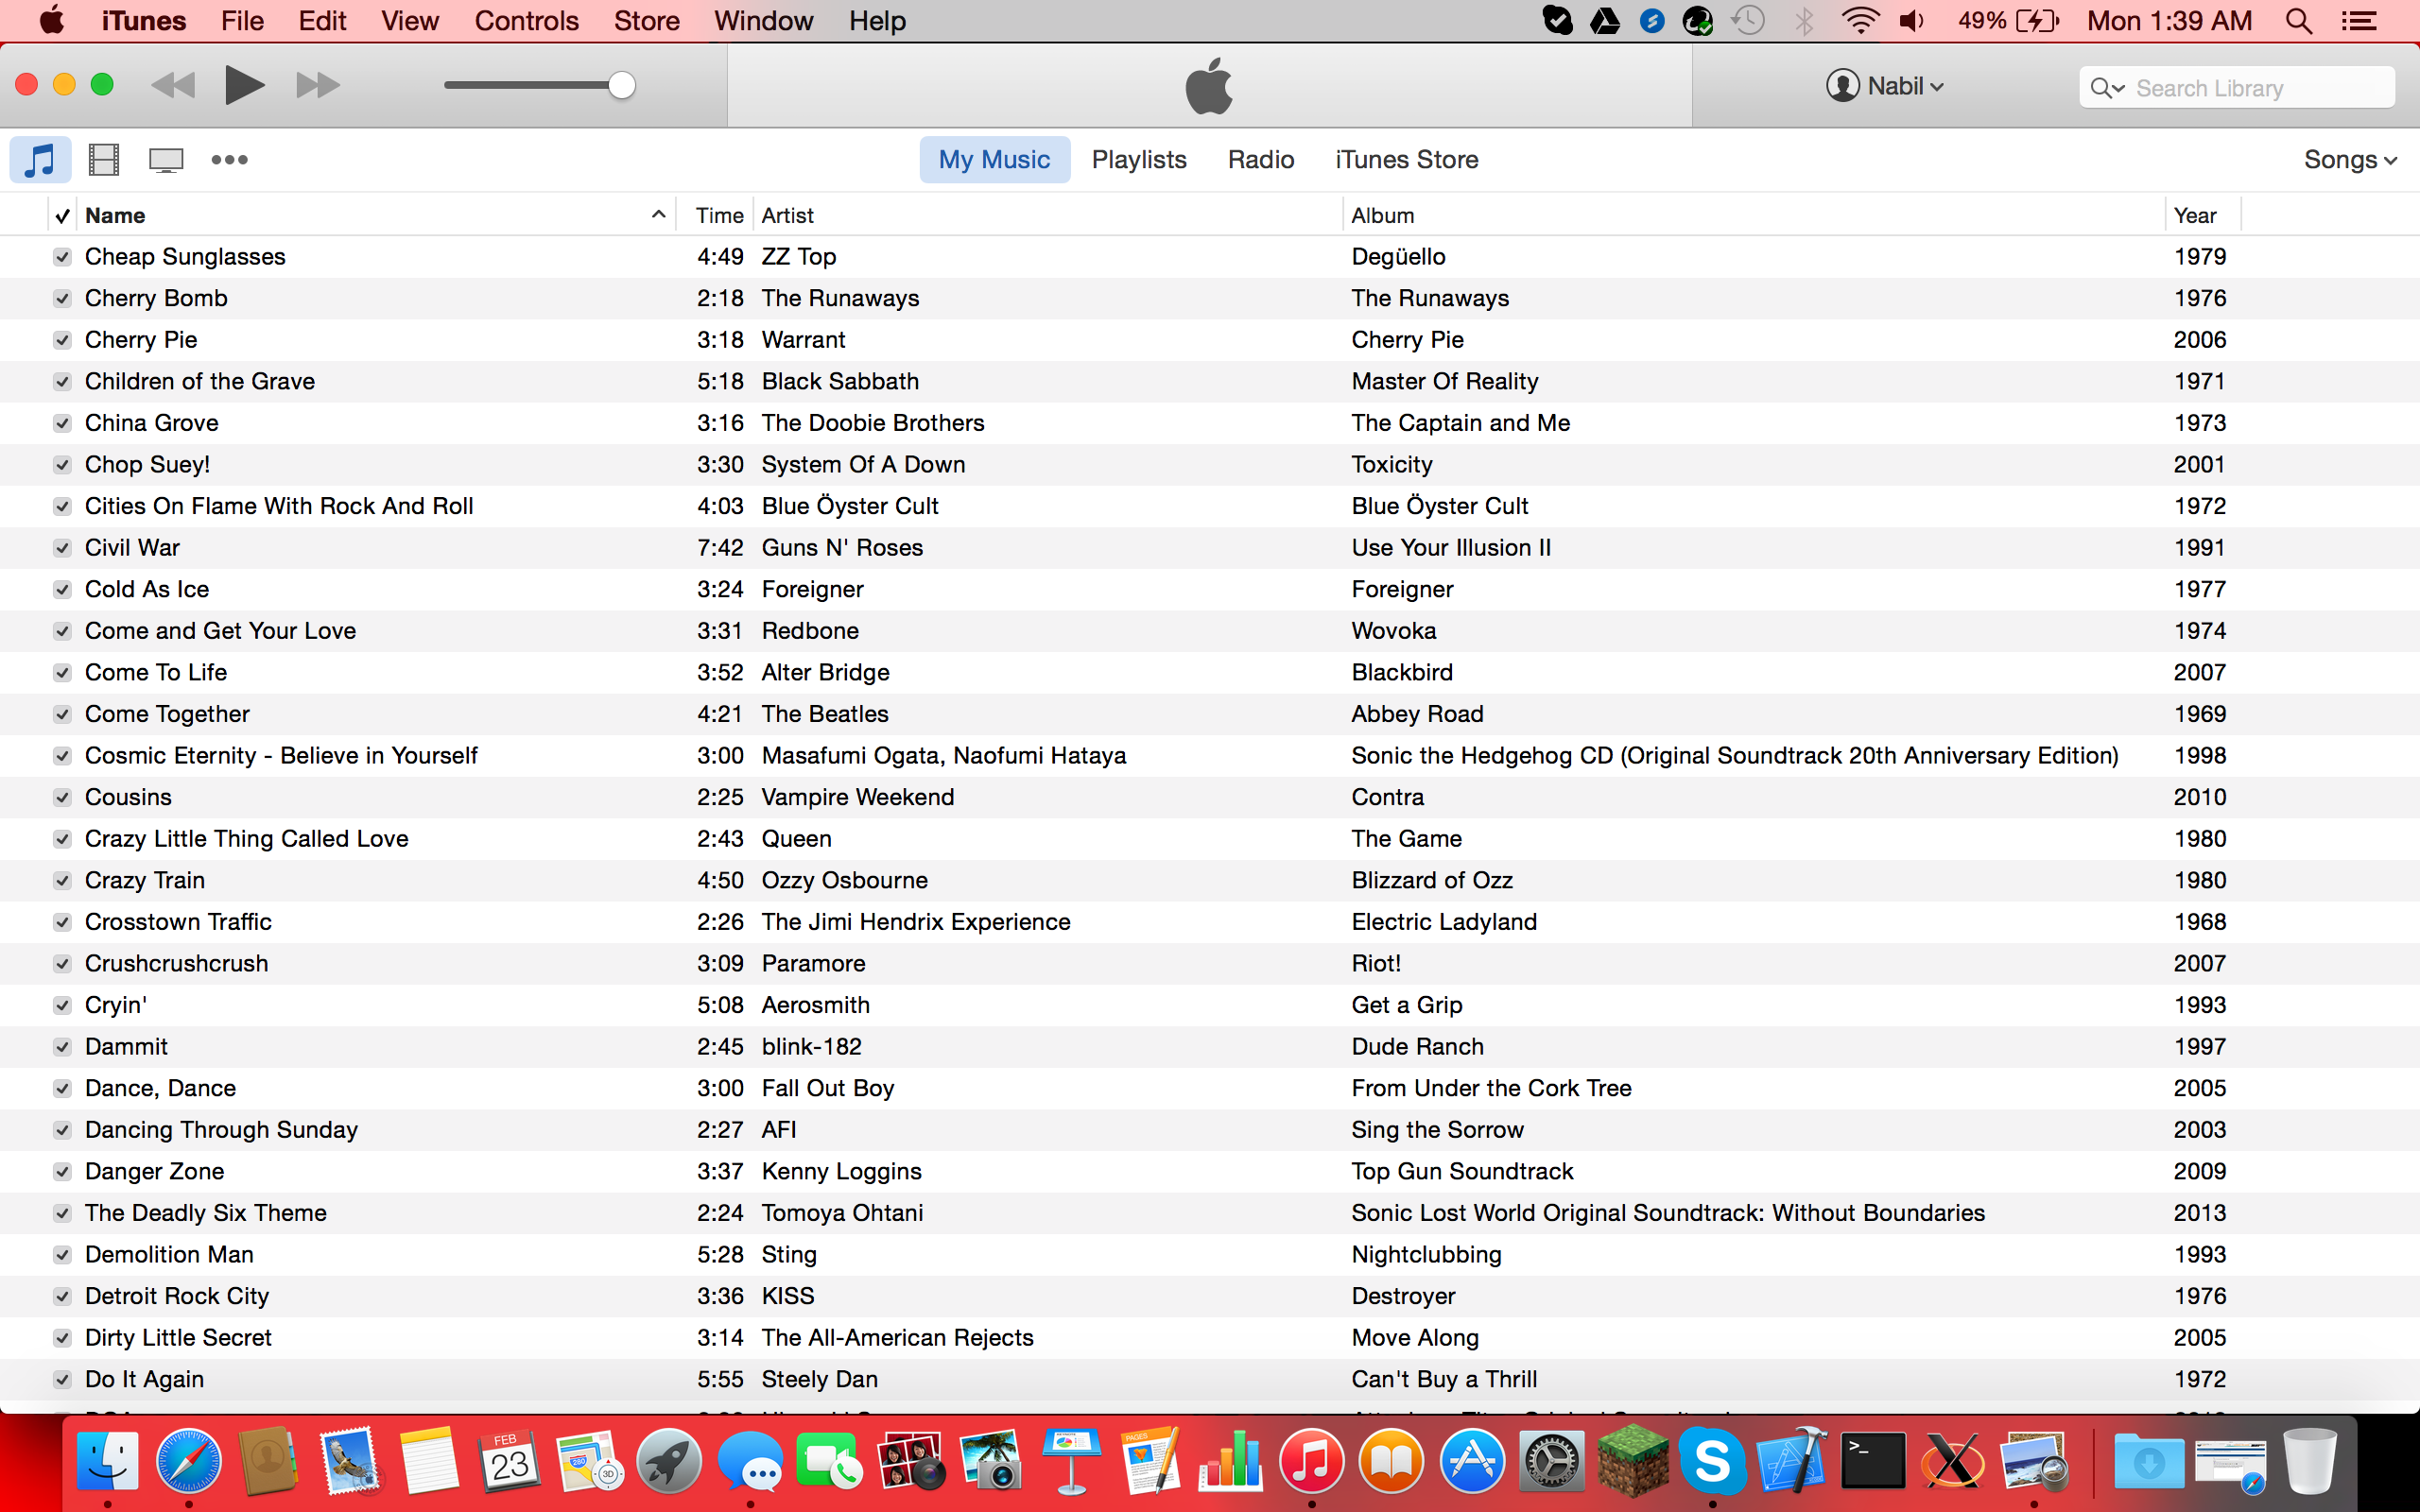 iTunes File Edit View Controls Store Window Help 49% Mon 1:39 AM
Nabil Search Library
My Music Playlists Radio iTunes Store Songs
Name Time Artist Album Year
Cheap Sunglasses 4:49 ZZ Top Degüello 1979
Cherry Bomb 2:18 The Runaways The Runaways 1976
Cherry Pie 3:18 Warrant Cherry Pie 2006
Children of the Grave 5:18 Black Sabbath Master Of Reality 1971
China Grove 3:16 The Doobie Brothers The Captain and Me 1973
Chop Suey! 3:30 System Of A Down Toxicity 2001
Cities On Flame With Rock And Roll 4:03 Blue Öyster Cult Blue Öyster Cult 1972
Civil War 7:42 Guns N' Roses Use Your Illusion II 1991
Cold As Ice 3:24 Foreigner Foreigner 1977
Come and Get Your Love 3:31 Redbone Wovoka 1974
Come To Life 3:52 Alter Bridge Blackbird 2007
Come Together 4:21 The Beatles Abbey Road 1969
Cosmic Eternity - Believe in Yourself 3:00 Masafumi Ogata, Naofumi Hataya Sonic the Hedgehog CD (Original Soundtrack 20th Anniversary Edition) 1998
Cousins 2:25 Vampire Weekend Contra 2010
Crazy Little Thing Called Love 2:43 Queen The Game 1980
Crazy Train 4:50 Ozzy Osbourne Blizzard of Ozz 1980
Crosstown Traffic 2:26 The Jimi Hendrix Experience Electric Ladyland 1968
Crushcrushcrush 3:09 Paramore Riot! 2007
Cryin' 5:08 Aerosmith Get a Grip 1993
Dammit 2:45 blink-182 Dude Ranch 1997
Dance, Dance 3:00 Fall Out Boy From Under the Cork Tree 2005
Dancing Through Sunday 2:27 AFI Sing the Sorrow 2003
Danger Zone 3:37 Kenny Loggins Top Gun Soundtrack 2009
The Deadly Six Theme 2:24 Tomoya Ohtani Sonic Lost World Original Soundtrack: Without Boundaries 2013
Demolition Man 5:28 Sting Nightclubbing 1993
Detroit Rock City 3:36 KISS Destroyer 1976
Dirty Little Secret 3:14 The All-American Rejects Move Along 2005
Do It Again 5:55 Steely Dan Can't Buy a Thrill 1972
FEB
23
280
3D
PAGES
S
>_
X